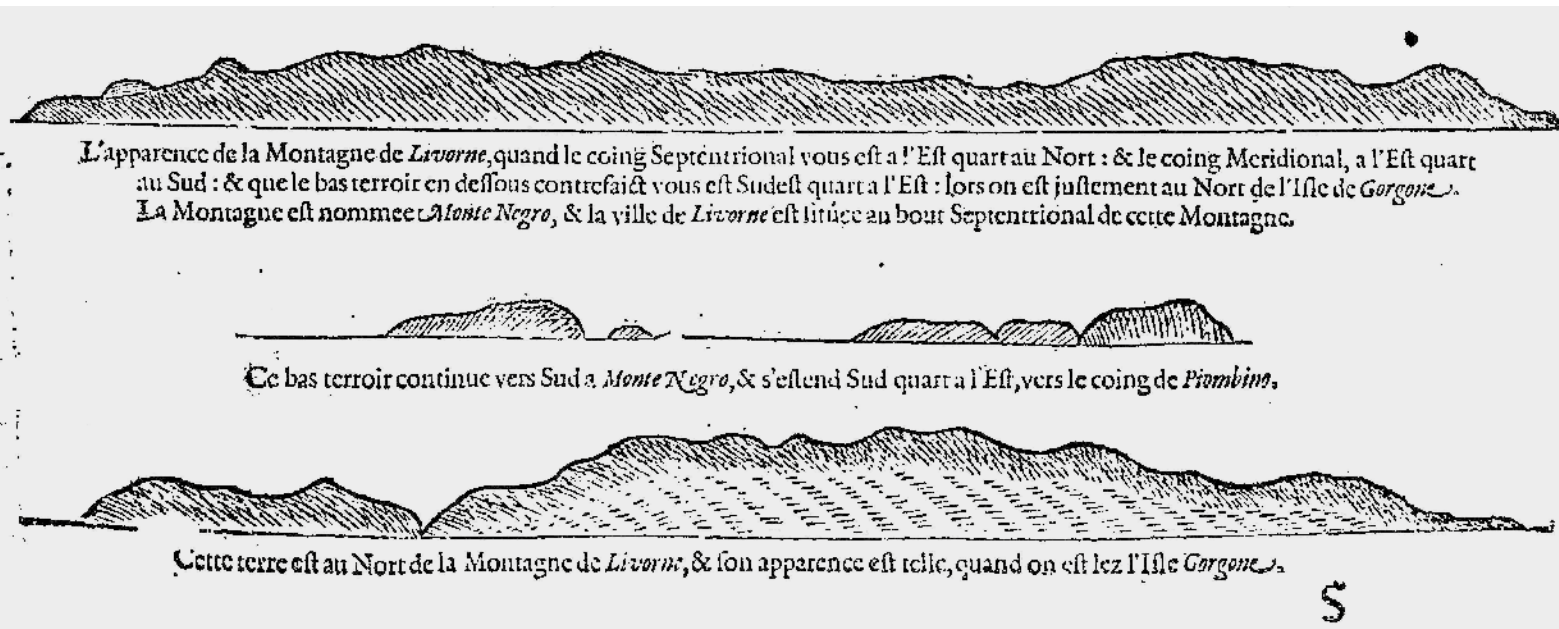 L'apparence de la Montagne de Livorne, quand le coing Septentrional vous eſt a l'Eſt quart au Nort : & le coing Meridional, a l'Eſt quart
au Sud : & que le bas terroir en deſſous contrefaict vous eſt Sudeſt quart a l'Eſt : lors on eſt juſtement au Nort de l'Iſle de Gorgone.
La Montagne eſt nommee Monte Negro, & la ville de Livorne eſt ſituée au bout Septentrional de cette Montagne.
Ce bas terroir continue vers Sud a Monte Negro, & s'eſtend Sud quart a l'Eſt, vers le coing de Piombino.
Cette terre eſt au Nort de la Montagne de Livorne, & ſon apparence eſt telle, quand on eſt lez l'Iſle Gorgone.
S